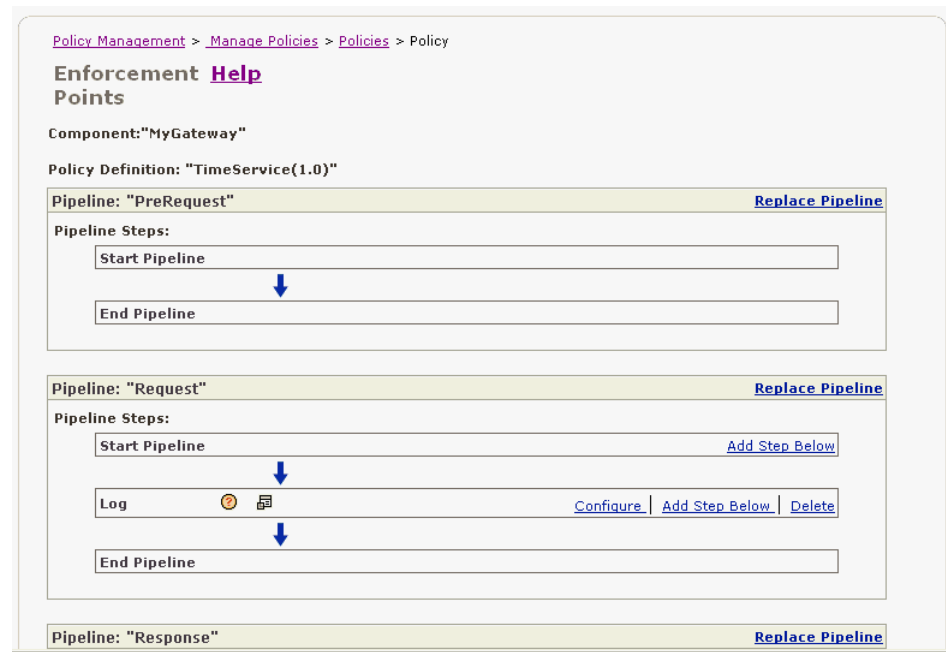 Policy Management > Manage Policies > Policies > Policy
Enforcement Help
Points
Component:"MyGateway"
Policy Definition: "TimeService(1.0)"
Pipeline: "PreRequest" Replace Pipeline
Pipeline Steps:
Start Pipeline
End Pipeline
Pipeline: "Request" Replace Pipeline
Pipeline Steps:
Start Pipeline Add Step Below
Log ? Configure | Add Step Below | Delete
End Pipeline
Pipeline: "Response" Replace Pipeline